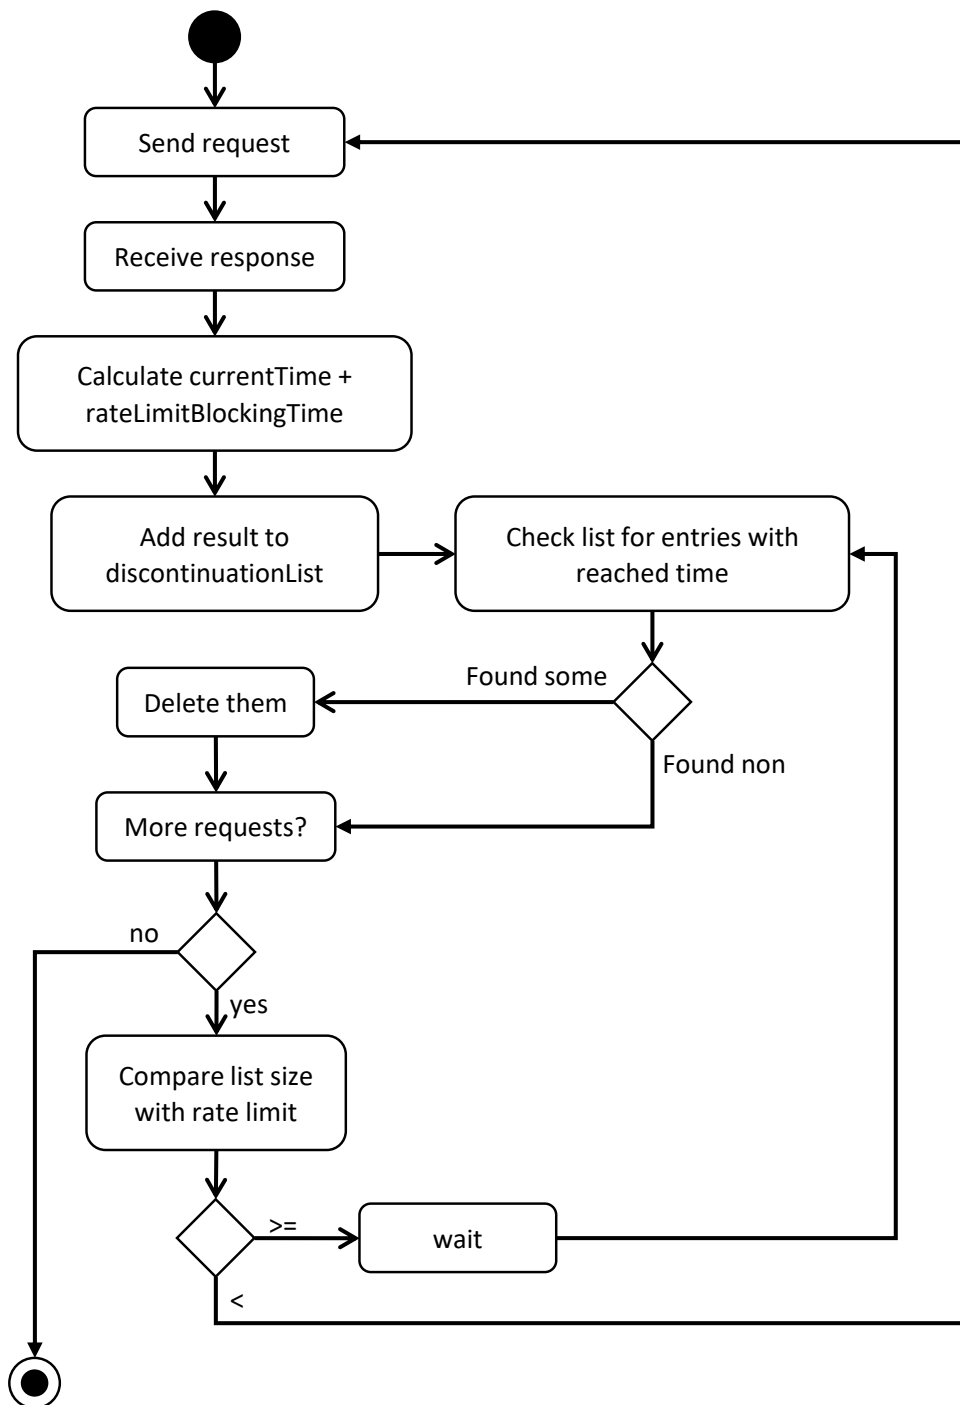 Send request
Receive response
Calculate currentTime +
rateLimitBlockingTime
Add result to
discontinuationList
Check list for entries with
reached time
Found some
Delete them
Found non
More requests?
no
yes
Compare list size
with rate limit
>=
wait
<